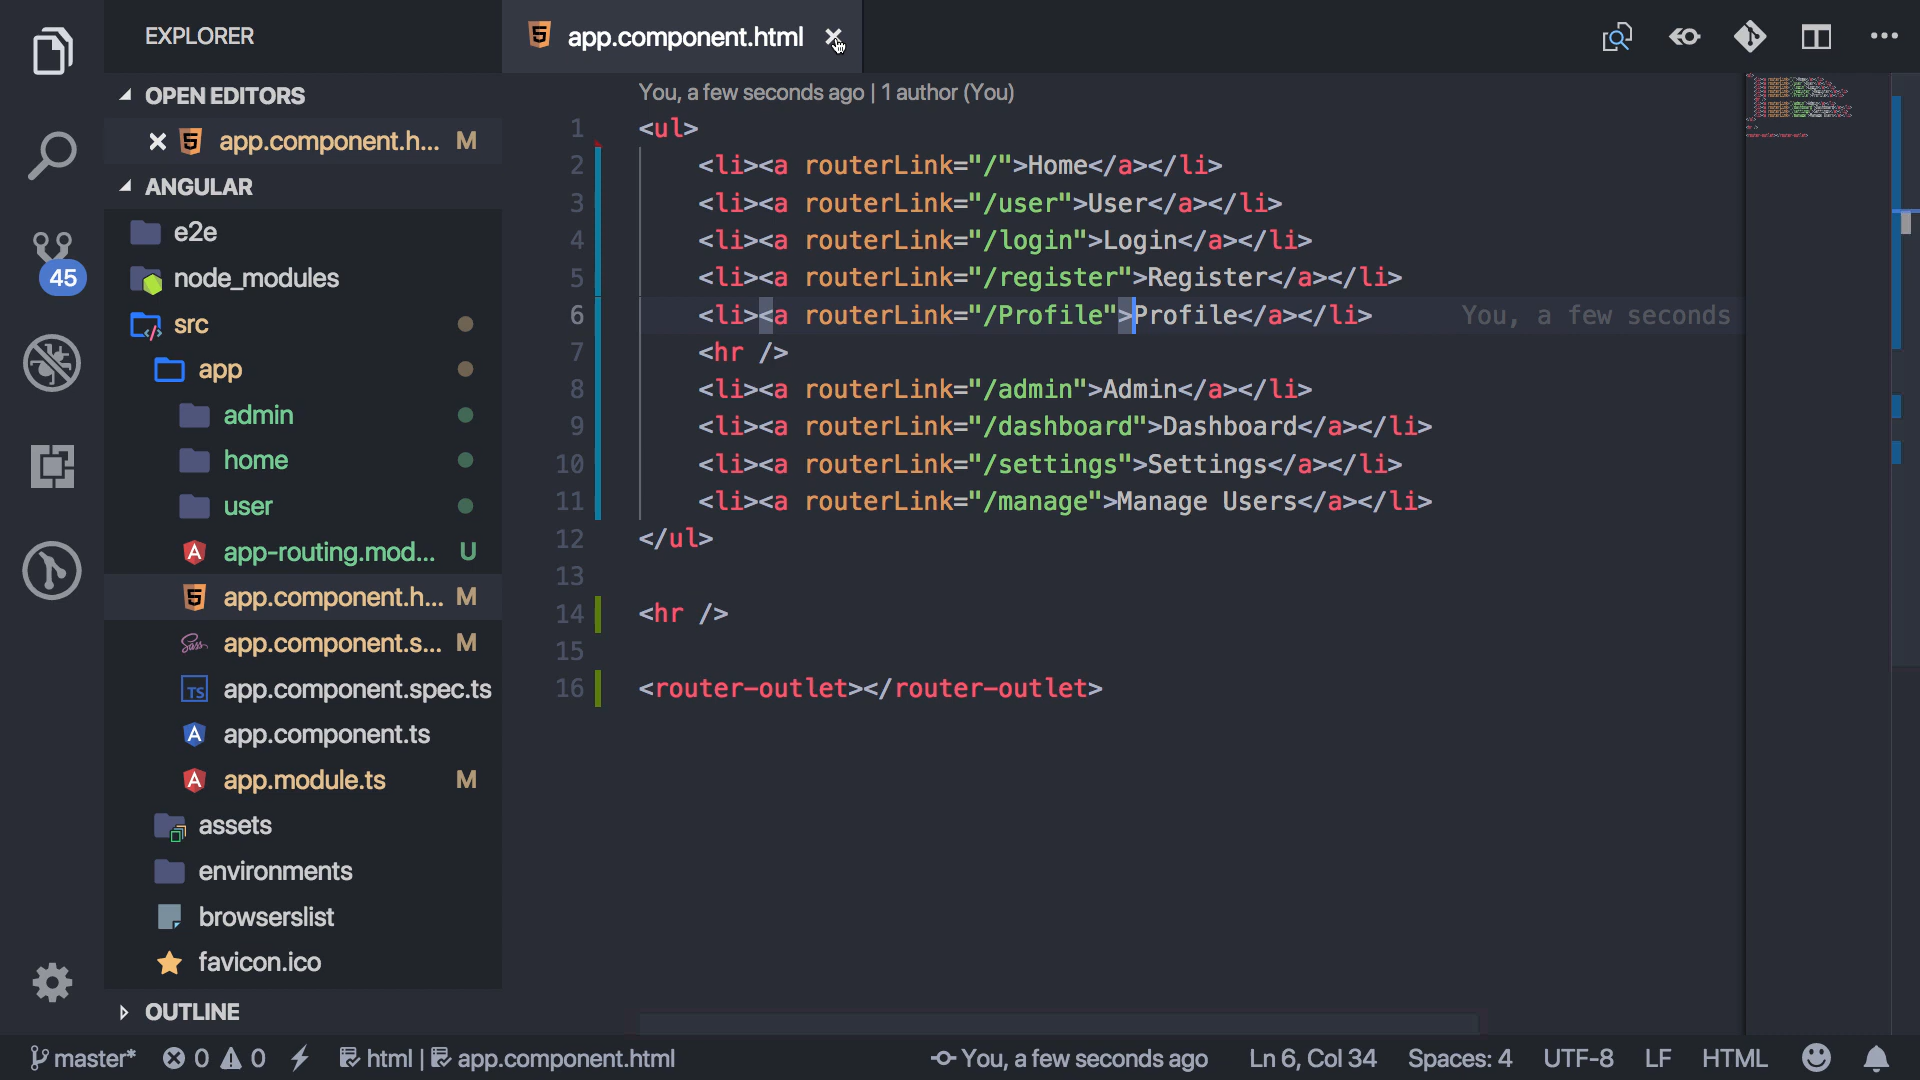 EXPLORER
OPEN EDITORS
app.component.h... M
ANGULAR
e2e
node_modules
src
app
admin
home
user
app-routing.mod... U
app.component.h... M
app.component.s... M
app.component.spec.ts
app.component.ts
app.module.ts M
assets
environments
browserslist
favicon.ico
OUTLINE
45
app.component.html
You, a few seconds ago | 1 author (You)
1 <ul>
2 <li><a routerLink="/">Home</a></li>
3 <li><a routerLink="/user">User</a></li>
4 <li><a routerLink="/login">Login</a></li>
5 <li><a routerLink="/register">Register</a></li>
6 <li><a routerLink="/Profile">Profile</a></li> You, a few seconds
7 <hr />
8 <li><a routerLink="/admin">Admin</a></li>
9 <li><a routerLink="/dashboard">Dashboard</a></li>
10 <li><a routerLink="/settings">Settings</a></li>
11 <li><a routerLink="/manage">Manage Users</a></li>
12 </ul>
13
14 <hr />
15
16 <router-outlet></router-outlet>
master* 0 0 html | app.component.html You, a few seconds ago Ln 6, Col 34 Spaces: 4 UTF-8 LF HTML